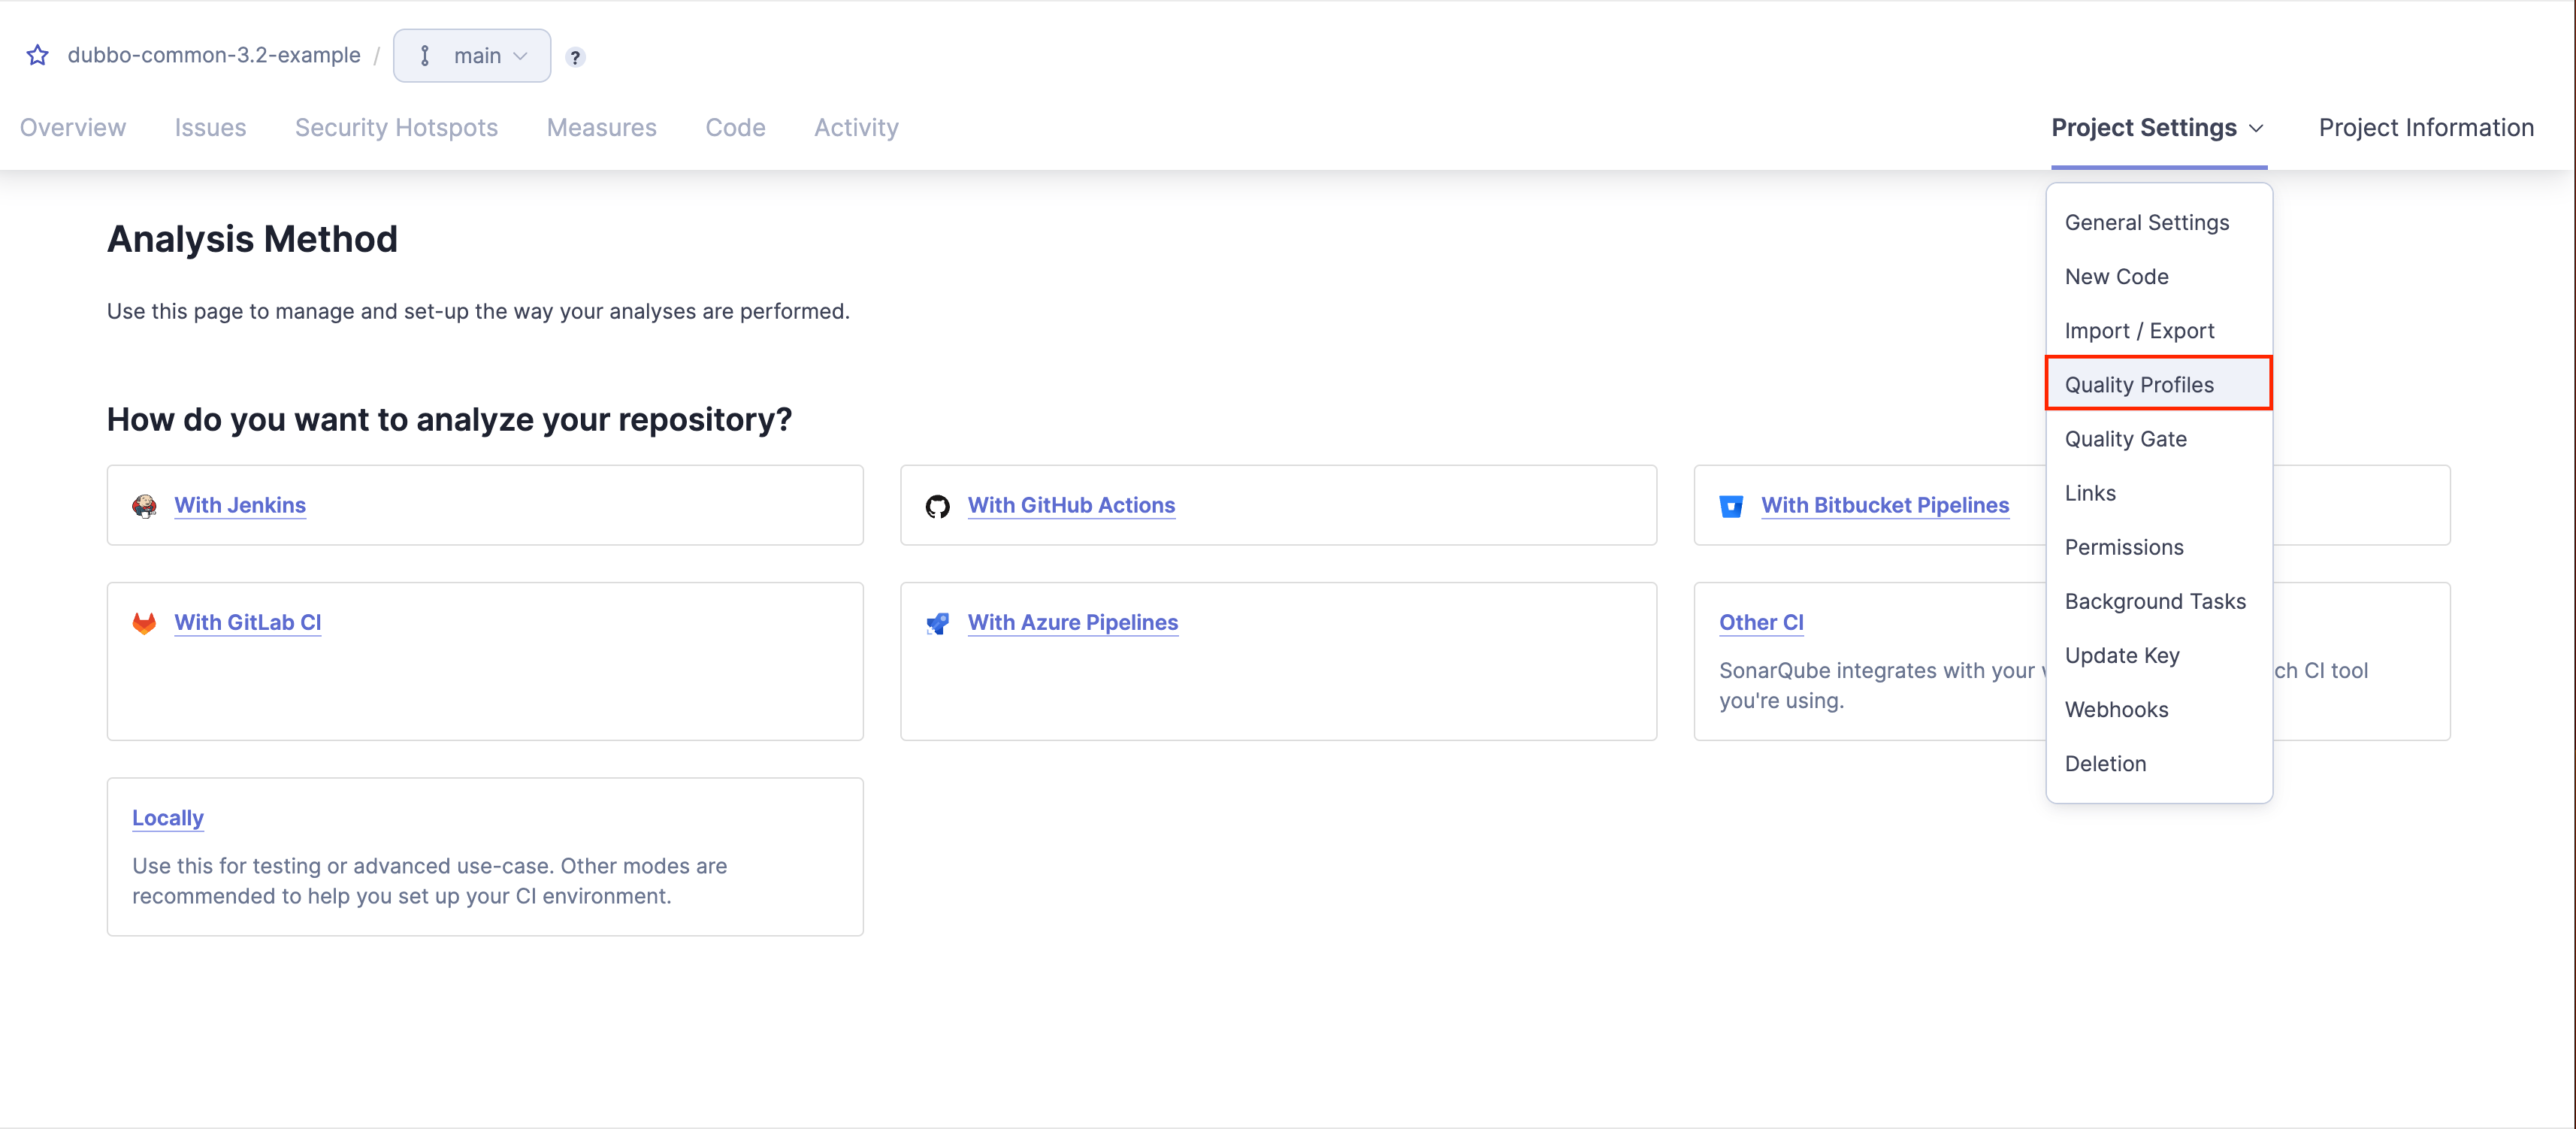 dubbo-common-3.2-example / main ?
Overview Issues Security Hotspots Measures Code Activity Project Settings Project Information
Analysis Method
Use this page to manage and set-up the way your analyses are performed.
How do you want to analyze your repository?
With Jenkins
With GitHub Actions
With Bitbucket Pipelines
With GitLab CI
With Azure Pipelines
Other CI
SonarQube integrates with your ch CI tool
you're using.
Locally
Use this for testing or advanced use-case. Other modes are
recommended to help you set up your CI environment.
General Settings
New Code
Import / Export
Quality Profiles
Quality Gate
Links
Permissions
Background Tasks
Update Key
Webhooks
Deletion